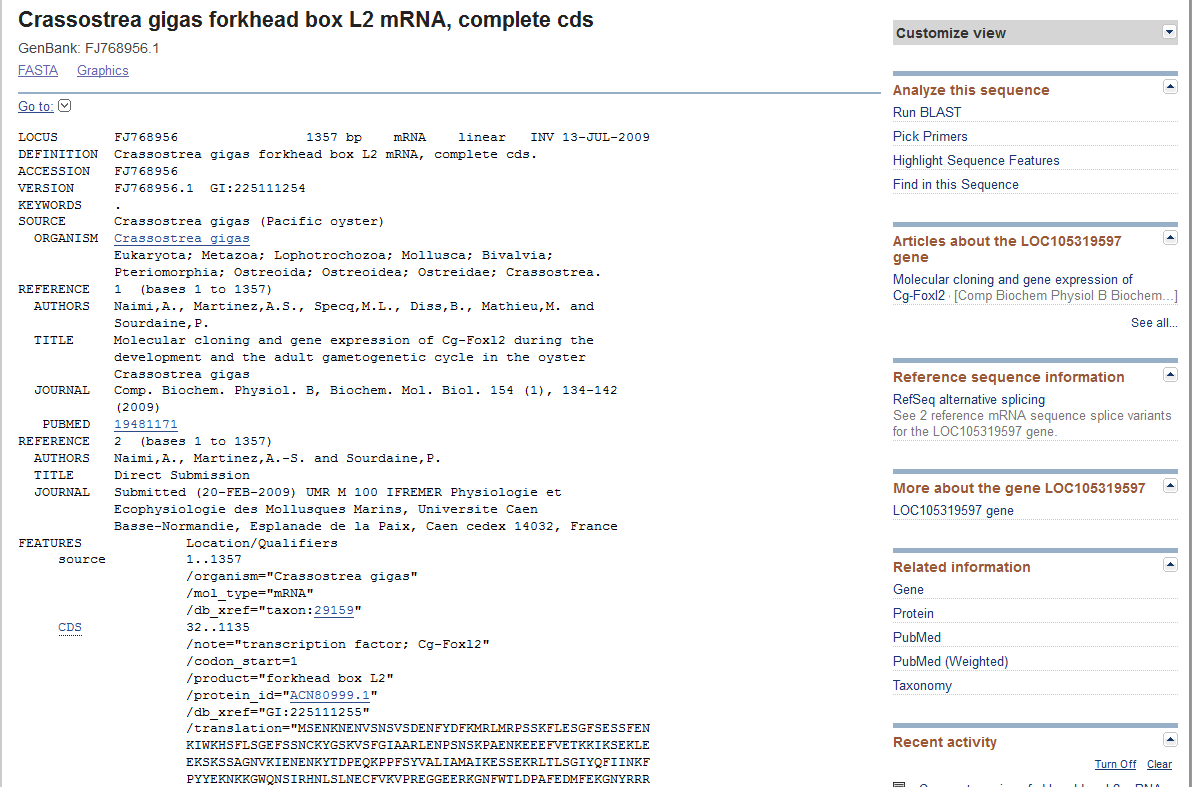 Crassostrea gigas forkhead box L2 mRNA, complete cds
GenBank: FJ768956.1
FASTA Graphics
Go to:
LOCUS FJ768956 1357 bp mRNA linear INV 13-JUL-2009
DEFINITION Crassostrea gigas forkhead box L2 mRNA, complete cds.
ACCESSION FJ768956
VERSION FJ768956.1 GI:225111254
KEYWORDS .
SOURCE Crassostrea gigas (Pacific oyster)
ORGANISM Crassostrea gigas
Eukaryota; Metazoa; Lophotrochozoa; Mollusca; Bivalvia;
Pteriomorphia; Ostreoida; Ostreoidea; Ostreidae; Crassostrea.
REFERENCE 1 (bases 1 to 1357)
AUTHORS Naimi,A., Martinez,A.S., Specq,M.L., Diss,B., Mathieu,M. and
Sourdaine,P.
TITLE Molecular cloning and gene expression of Cg-Foxl2 during the
development and the adult gametogenetic cycle in the oyster
Crassostrea gigas
JOURNAL Comp. Biochem. Physiol. B, Biochem. Mol. Biol. 154 (1), 134-142
(2009)
PUBMED 19481171
REFERENCE 2 (bases 1 to 1357)
AUTHORS Naimi,A., Martinez,A.-S. and Sourdaine,P.
TITLE Direct Submission
JOURNAL Submitted (20-FEB-2009) UMR M 100 IFREMER Physiologie et
Ecophysiologie des Mollusques Marins, Universite Caen
Basse-Normandie, Esplanade de la Paix, Caen cedex 14032, France
FEATURES Location/Qualifiers
source 1..1357
/organism="Crassostrea gigas"
/mol_type="mRNA"
/db_xref="taxon:29159"
CDS 32..1135
/note="transcription factor; Cg-Foxl2"
/codon_start=1
/product="forkhead box L2"
/protein_id="ACN80999.1"
/db_xref="GI:225111255"
/translation="MSENKNENVSNSVSDENFYDFKMRLMRPSSKFLESGFSESSFEN
KIWKHSFLSGEFSSNCKYGSKVSFGIAARLENPSNSKPAENKEEEFVETKKIKSEKLE
EKSKSSAGNVKIENENKYTDPEQKPPFSYVALIAMAIKESSEKRLTLSGIYQFIINKF
PYYEKNKKGWQNSIRHNLSLNECFVKVPREGGEERKGNFWTLDPAFEDMFEKGNYRRR
Customize view
Analyze this sequence
Run BLAST
Pick Primers
Highlight Sequence Features
Find in this Sequence
Articles about the LOC105319597
gene
Molecular cloning and gene expression of
Cg-Foxl2 [Comp Biochem Physiol B Biochem...]
See all...
Reference sequence information
RefSeq alternative splicing
See 2 reference mRNA sequence splice variants
for the LOC105319597 gene.
More about the gene LOC105319597
LOC105319597 gene
Related information
Gene
Protein
PubMed
PubMed (Weighted)
Taxonomy
Recent activity
Turn Off Clear